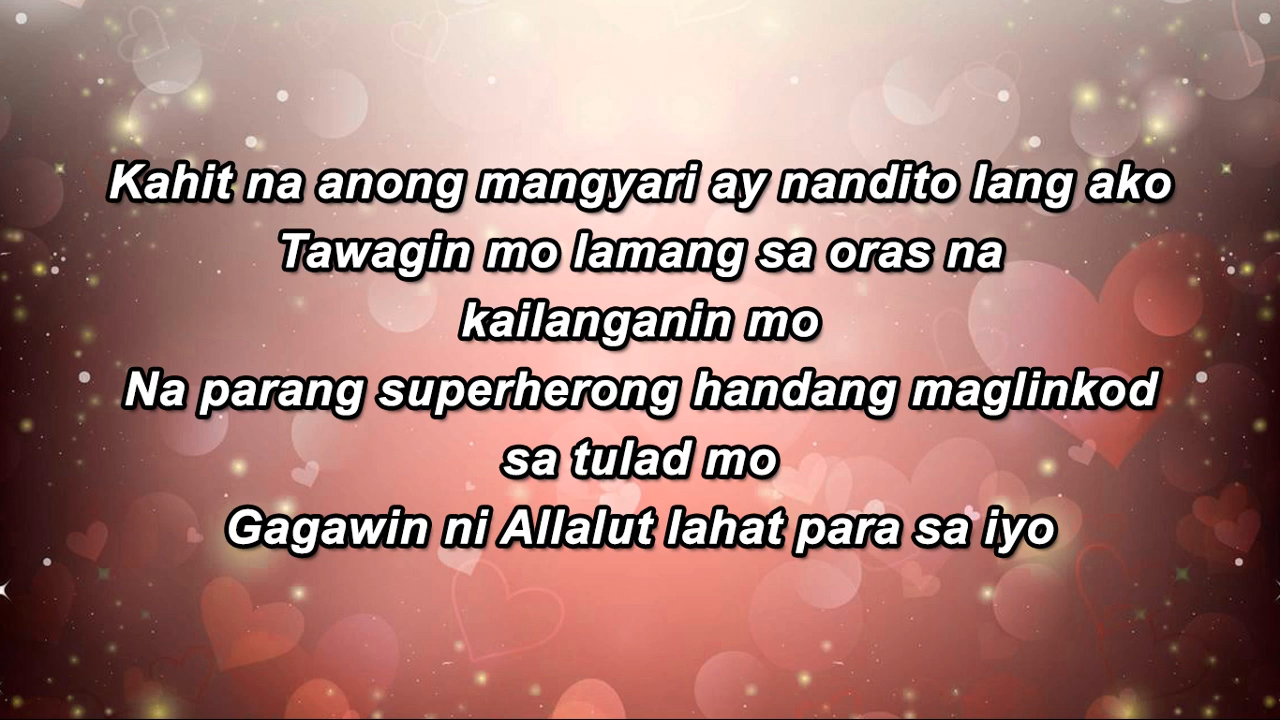 Kahit na anong mangyari ay nandito lang ako
Tawagin mo lamang sa oras na
kailanganin mo
Na parang superherong handang maglinkod
sa tulad mo
Gagawin ni Allalut lahat para sa iyo